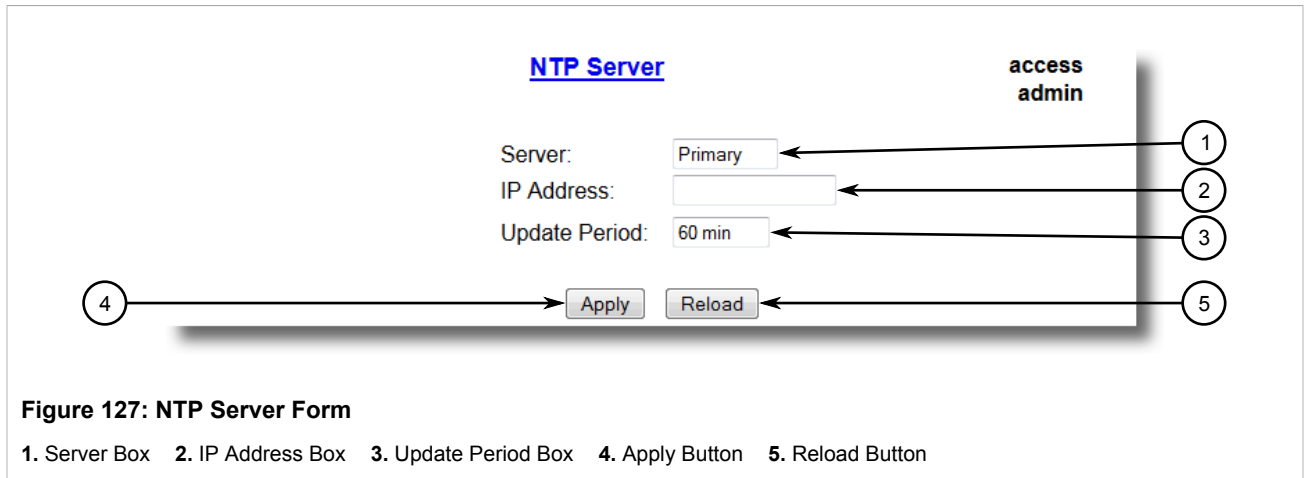 NTP Server
access
admin
Server: Primary 1
IP Address: 2
Update Period: 60 min 3
4 Apply Reload 5
Figure 127: NTP Server Form
1. Server Box 2. IP Address Box 3. Update Period Box 4. Apply Button 5. Reload Button